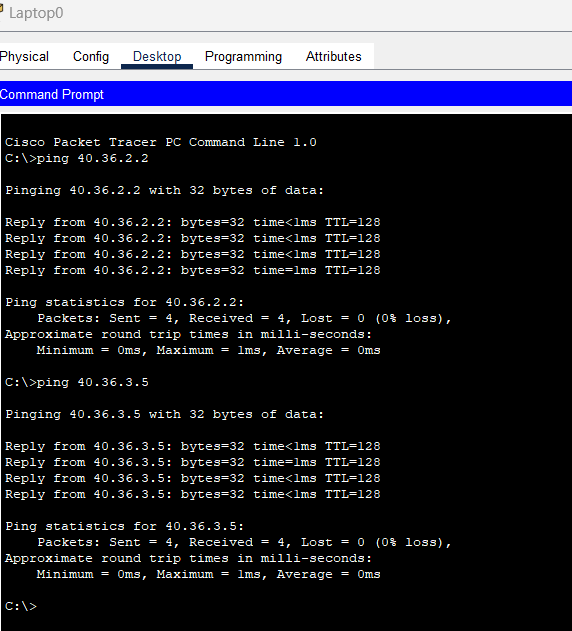 Laptop0
Physical Config Desktop Programming Attributes
Command Prompt
Cisco Packet Tracer PC Command Line 1.0
C:\>ping 40.36.2.2
Pinging 40.36.2.2 with 32 bytes of data:
Reply from 40.36.2.2: bytes=32 time<1ms TTL=128
Reply from 40.36.2.2: bytes=32 time<1ms TTL=128
Reply from 40.36.2.2: bytes=32 time<1ms TTL=128
Reply from 40.36.2.2: bytes=32 time=1ms TTL=128
Ping statistics for 40.36.2.2:
Packets: Sent = 4, Received = 4, Lost = 0 (0% loss),
Approximate round trip times in milli-seconds:
Minimum = 0ms, Maximum = 1ms, Average = 0ms
C:\>ping 40.36.3.5
Pinging 40.36.3.5 with 32 bytes of data:
Reply from 40.36.3.5: bytes=32 time<1ms TTL=128
Reply from 40.36.3.5: bytes=32 time=1ms TTL=128
Reply from 40.36.3.5: bytes=32 time<1ms TTL=128
Reply from 40.36.3.5: bytes=32 time<1ms TTL=128
Ping statistics for 40.36.3.5:
Packets: Sent = 4, Received = 4, Lost = 0 (0% loss),
Approximate round trip times in milli-seconds:
Minimum = 0ms, Maximum = 1ms, Average = 0ms
C:\>